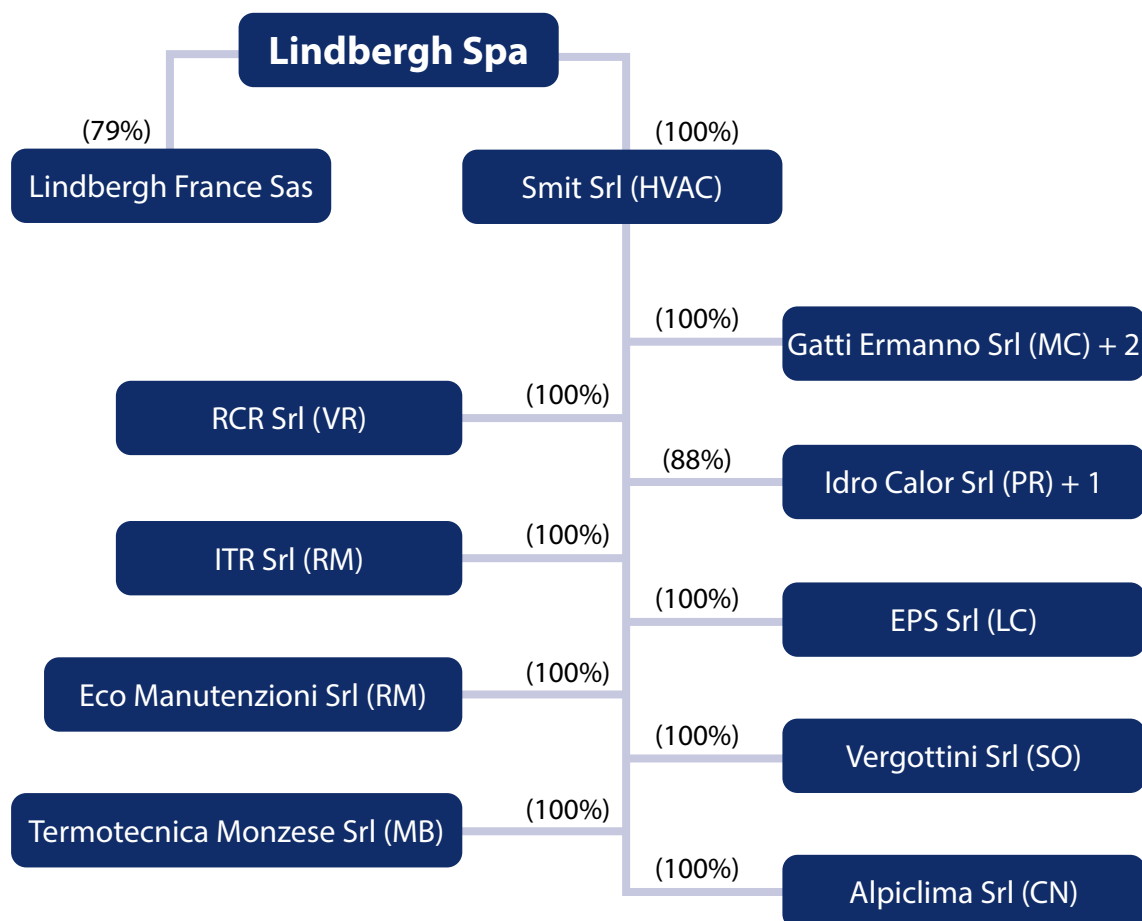 Lindbergh Spa
(79%)
(100%)
Lindbergh France Sas
Smit Srl (HVAC)
(100%)
Gatti Ermanno Srl (MC) + 2
(100%)
RCR Srl (VR)
(88%)
Idro Calor Srl (PR) + 1
(100%)
ITR Srl (RM)
(100%)
EPS Srl (LC)
(100%)
Eco Manutenzioni Srl (RM)
(100%)
Vergottini Srl (SO)
(100%)
Termotecnica Monzese Srl (MB)
(100%)
Alpiclima Srl (CN)